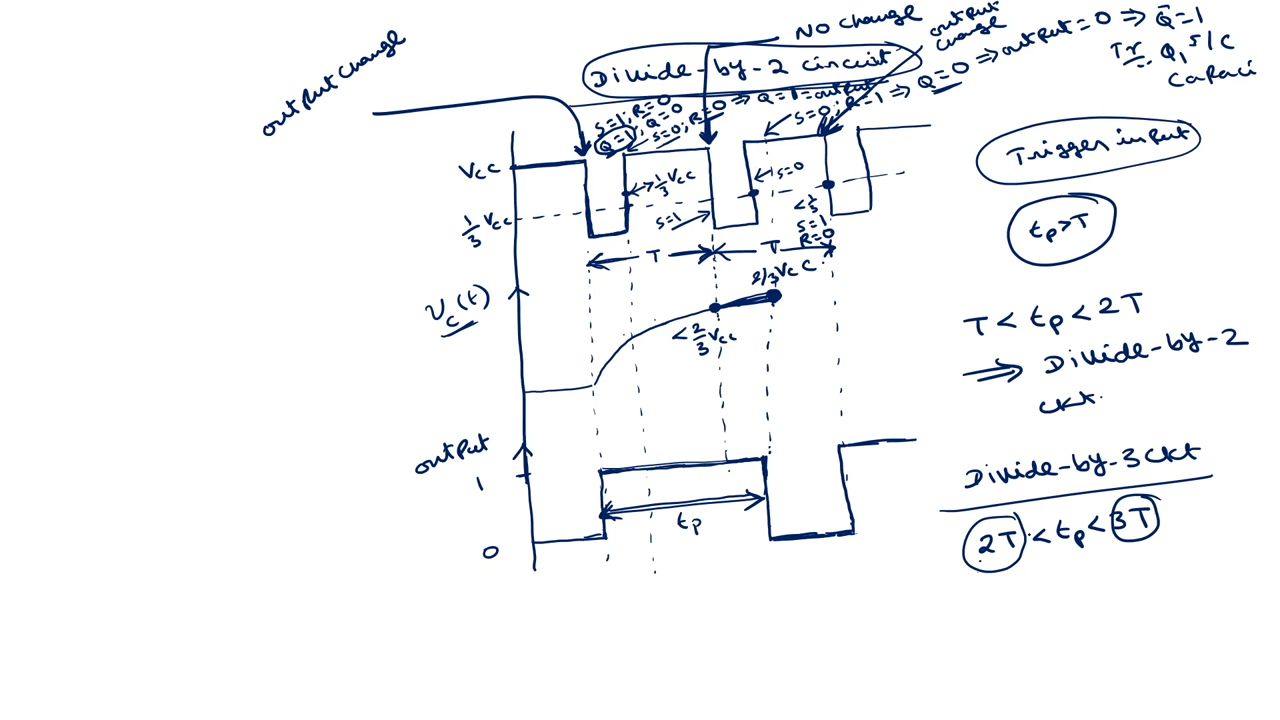 output change
NO change
output change
Divide-by-2 circuit
S=1; R=0
Q=1; Q=0
S=0; R=0 ⇒ Q=1=output
S=0; R=1 ⇒ Q=0 ⇒ output = 0 ⇒ Q̄=1
Tr. Q1 S/C
Capaci
Trigger input
tp>T
Vcc
1/3 Vcc
1/3 Vcc
S=1
S=0
<1/3
S=1
R=0
T
T
2/3 Vcc
Vc(t)
<2/3 Vcc
T < tp < 2T
⇒ Divide-by-2
ckt.
output
1
0
tp
Divide-by-3 ckt
2T < tp < 3T